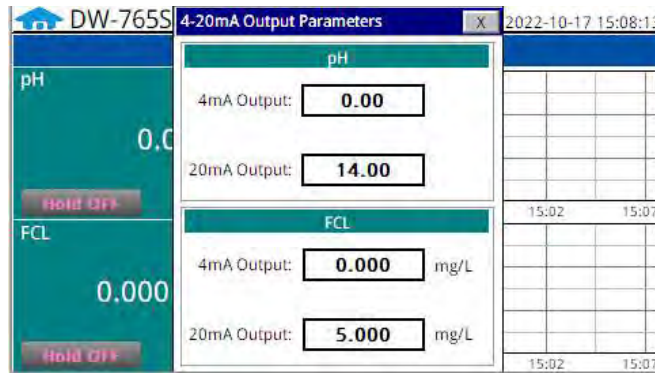 DW-765S
4-20mA Output Parameters
X
2022-10-17 15:08:13
pH
0.0
Hold OFF
FCL
0.000
Hold OFF
pH
4mA Output: 0.00
20mA Output: 14.00
FCL
4mA Output: 0.000 mg/L
20mA Output: 5.000 mg/L
15:02 15:07
15:02 15:07